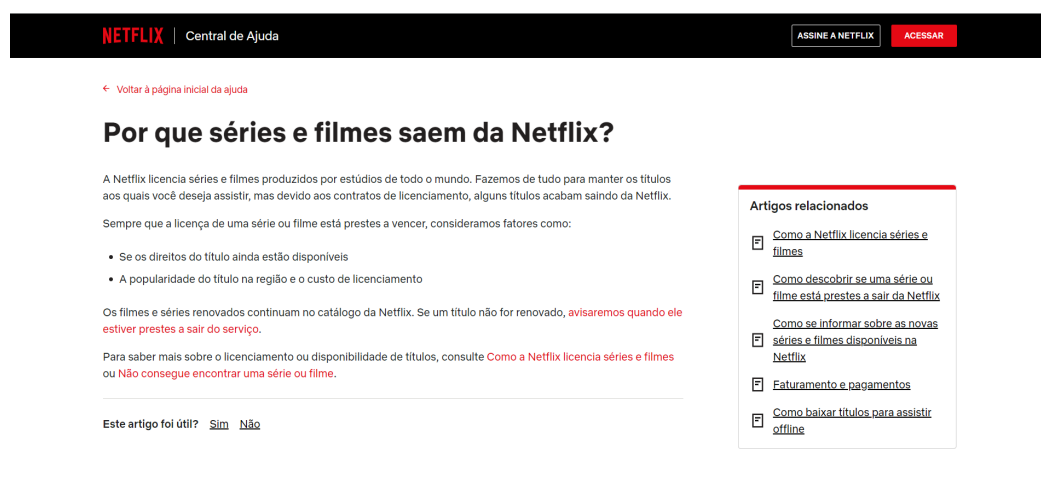 NETFLIX | Central de Ajuda
ASSINE A NETFLIX
ACESSAR
← Voltar à página inicial da ajuda
Por que séries e filmes saem da Netflix?
A Netflix licencia séries e filmes produzidos por estúdios de todo o mundo. Fazemos de tudo para manter os títulos
aos quais você deseja assistir, mas devido aos contratos de licenciamento, alguns títulos acabam saindo da Netflix.
Sempre que a licença de uma série ou filme está prestes a vencer, consideramos fatores como:
• Se os direitos do título ainda estão disponíveis
• A popularidade do título na região e o custo de licenciamento
Os filmes e séries renovados continuam no catálogo da Netflix. Se um título não for renovado, avisaremos quando ele
estiver prestes a sair do serviço.
Para saber mais sobre o licenciamento ou disponibilidade de títulos, consulte Como a Netflix licencia séries e filmes
ou Não consegue encontrar uma série ou filme.
Este artigo foi útil? Sim Não
Artigos relacionados
Como a Netflix licencia séries e
filmes
Como descobrir se uma série ou
filme está prestes a sair da Netflix
Como se informar sobre as novas
séries e filmes disponíveis na
Netflix
Faturamento e pagamentos
Como baixar títulos para assistir
offline